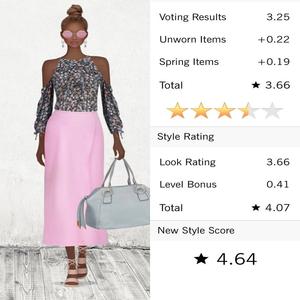 Voting Results 3.25
Unworn Items +0.22
Spring Items +0.19
Total ★ 3.66
Style Rating
Look Rating 3.66
Level Bonus 0.41
Total ★ 4.07
New Style Score
★ 4.64